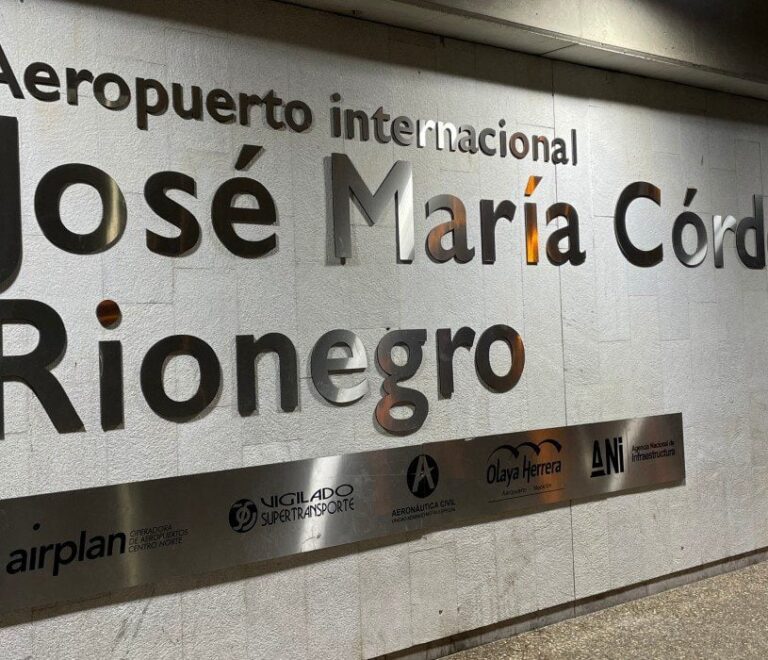 Aeropuerto internacional
José María Córd
Rionegro
airplan
OPERADORA
DE AEROPUERTOS
CENTRO NORTE
VIGILADO
SUPERTRANSPORTE
AERONÁUTICA CIVIL
Olaya Herrera
ANi
Agencia Nacional de
Infraestructura